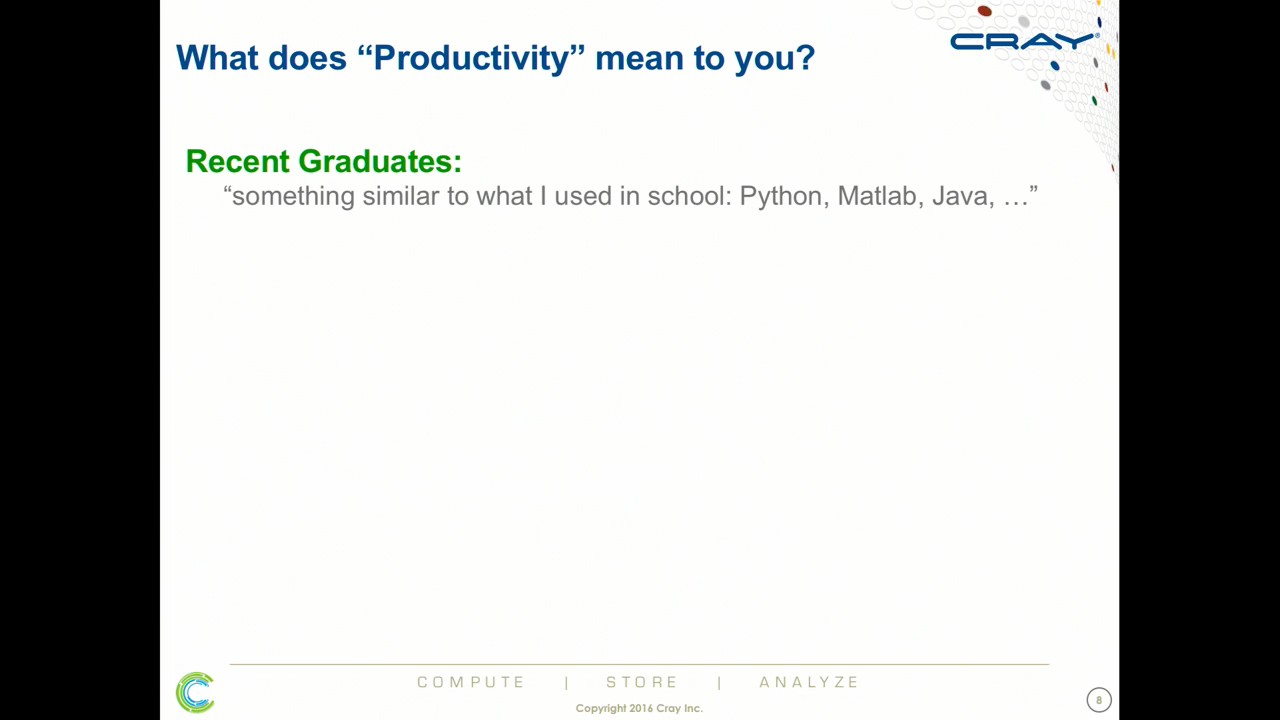 What does “Productivity” mean to you?
CRAY®
Recent Graduates:
“something similar to what I used in school: Python, Matlab, Java, …”
COMPUTE | STORE | ANALYZE
Copyright 2016 Cray Inc.
8